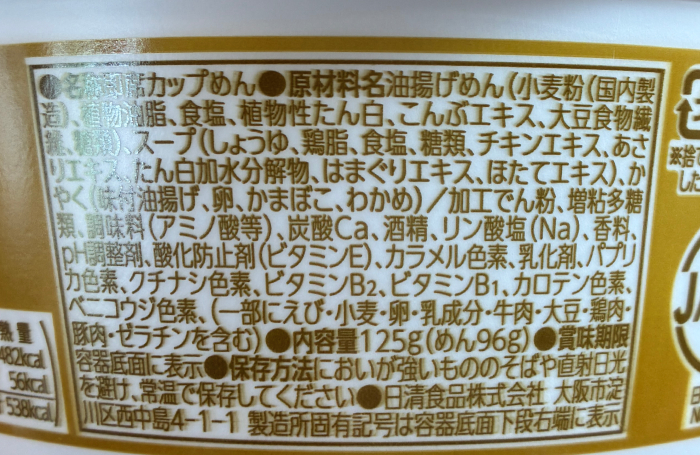 ●名称 即席カップめん ●原材料名 油揚げめん(小麦粉(国内製
造)、植物油脂、食塩、植物性たん白、こんぶエキス、大豆食物繊
維、糖類)、スープ(しょうゆ、鶏脂、食塩、糖類、チキンエキス、あさ
りエキス、たん白加水分解物、はまぐりエキス、ほたてエキス)、か
やく(味付油揚げ、卵、かまぼこ、わかめ)/加工でん粉、増粘多糖
類、調味料(アミノ酸等)、炭酸Ca、酒精、リン酸塩(Na)、香料、
pH調整剤、酸化防止剤(ビタミンE)、カラメル色素、乳化剤、パプリ
カ色素、クチナシ色素、ビタミンB₂、ビタミンB₁、カロテン色素、
ベニコウジ色素、(一部にえび・小麦・卵・乳成分・牛肉・大豆・鶏肉・
豚肉・ゼラチンを含む) ●内容量125g(めん96g) ●賞味期限
容器底面に表示 ●保存方法 においが強いもののそばや直射日光
を避け、常温で保存してください ●日清食品株式会社 大阪市淀
川区西中島4-1-1 製造所固有記号は容器底面下段右端に表示
熱量
482kcal
56kcal
538kcal